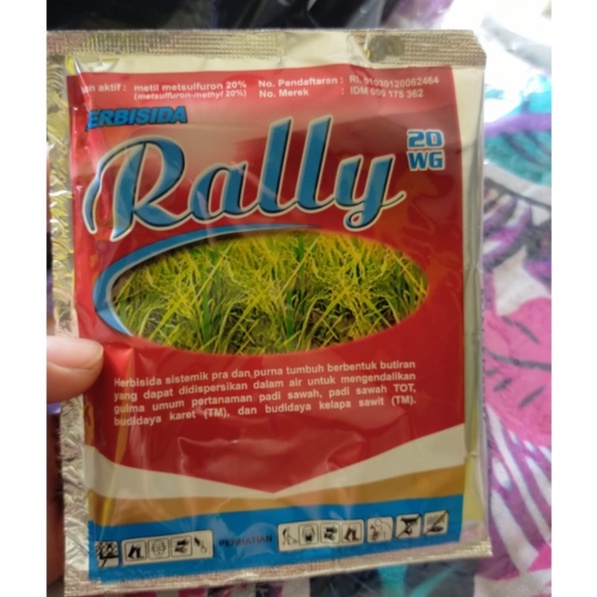 an aktif : metil metsulfuron 20%
(metsulfuron-methyl 20%)
No. Pendaftaran : RI. 01030120062464
No. Merek : IDM 000 175 362
ERBISIDA
Rally
20
WG
Herbisida sistemik pra dan purna tumbuh berbentuk butiran
yang dapat didispersikan dalam air untuk mengendalikan
gulma umum pertanaman padi sawah, padi sawah TOT,
budidaya karet (TM), dan budidaya kelapa sawit (TM).
PERHATIAN